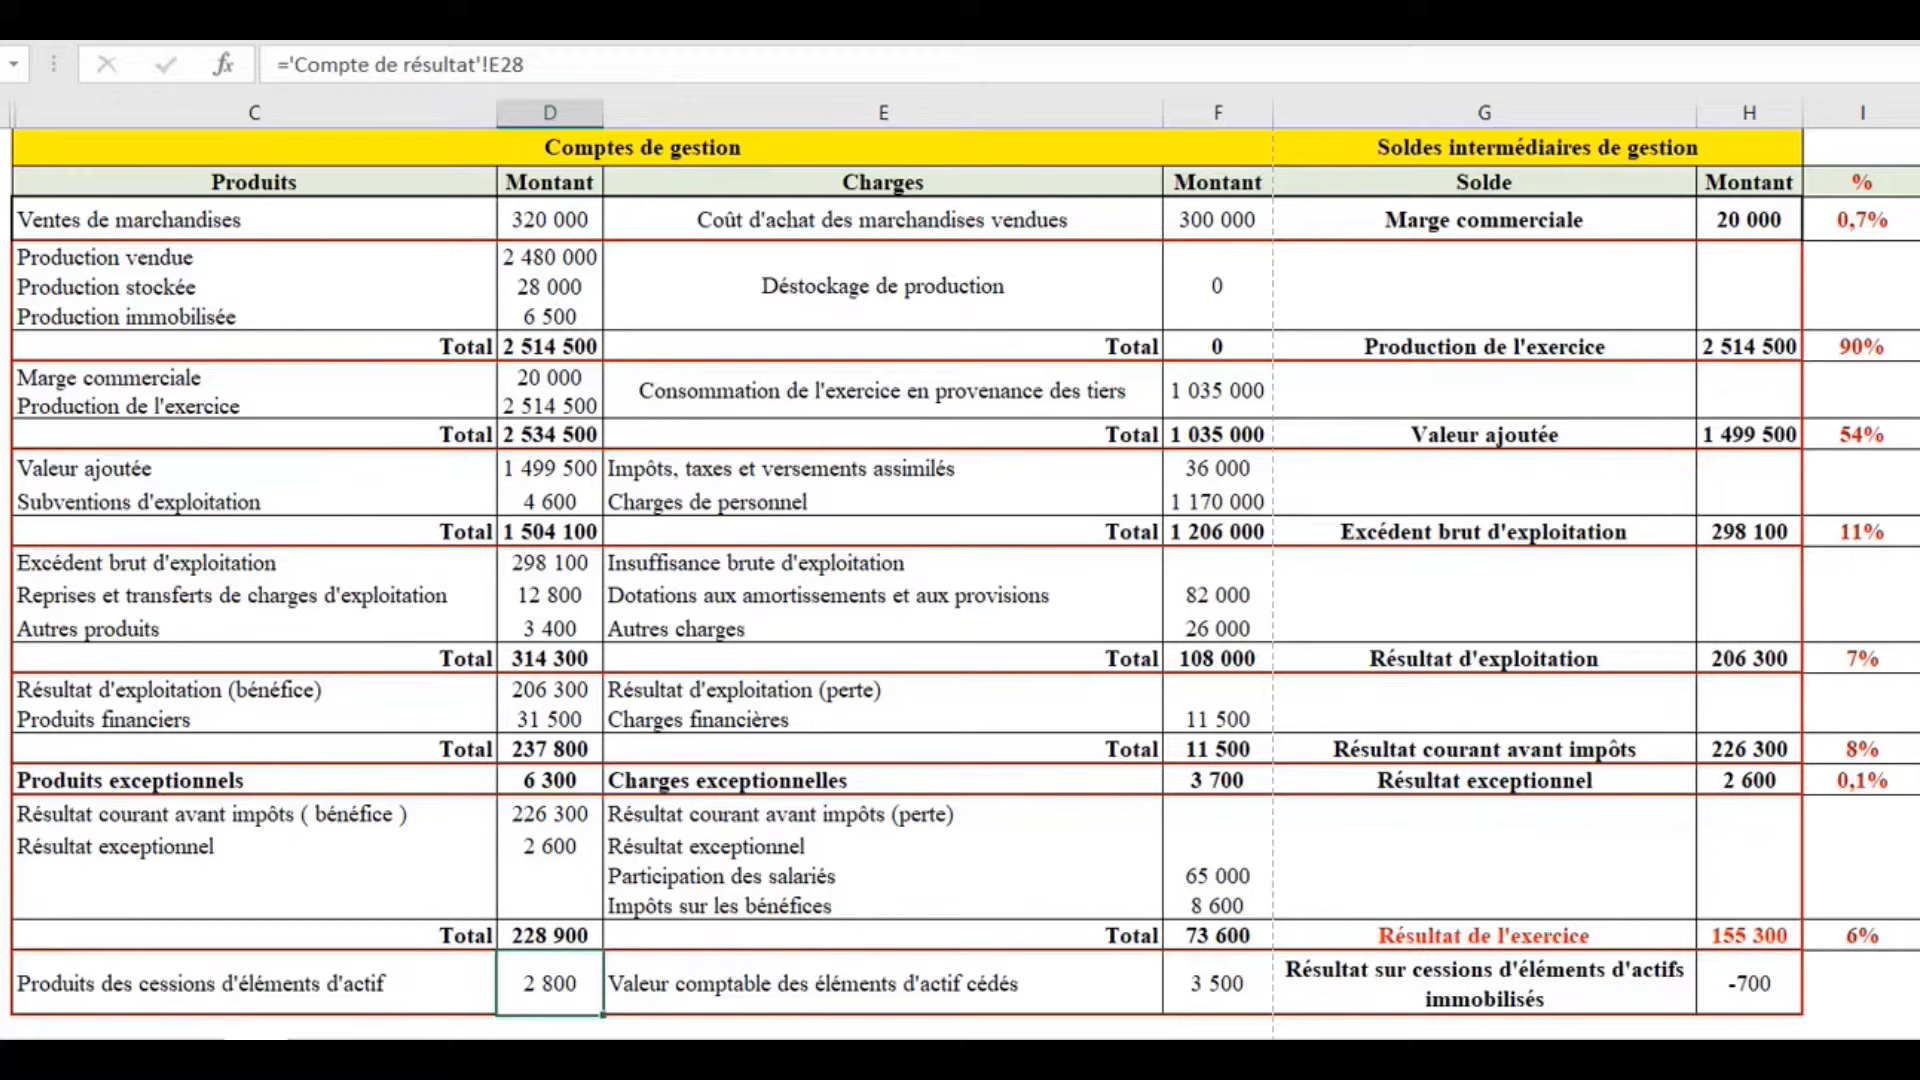 ='Compte de résultat'!E28
C D E F G H I
Comptes de gestion Soldes intermédiaires de gestion
Produits Montant Charges Montant Solde Montant %
Ventes de marchandises 320 000 Coût d'achat des marchandises vendues 300 000 Marge commerciale 20 000 0,7%
Production vendue 2 480 000
Production stockée 28 000 Déstockage de production 0
Production immobilisée 6 500
Total 2 514 500 Total 0 Production de l'exercice 2 514 500 90%
Marge commerciale 20 000 Consommation de l'exercice en provenance des tiers 1 035 000
Production de l'exercice 2 514 500
Total 2 534 500 Total 1 035 000 Valeur ajoutée 1 499 500 54%
Valeur ajoutée 1 499 500 Impôts, taxes et versements assimilés 36 000
Subventions d'exploitation 4 600 Charges de personnel 1 170 000
Total 1 504 100 Total 1 206 000 Excédent brut d'exploitation 298 100 11%
Excédent brut d'exploitation 298 100 Insuffisance brute d'exploitation
Reprises et transferts de charges d'exploitation 12 800 Dotations aux amortissements et aux provisions 82 000
Autres produits 3 400 Autres charges 26 000
Total 314 300 Total 108 000 Résultat d'exploitation 206 300 7%
Résultat d'exploitation (bénéfice) 206 300 Résultat d'exploitation (perte)
Produits financiers 31 500 Charges financières 11 500
Total 237 800 Total 11 500 Résultat courant avant impôts 226 300 8%
Produits exceptionnels 6 300 Charges exceptionnelles 3 700 Résultat exceptionnel 2 600 0,1%
Résultat courant avant impôts ( bénéfice ) 226 300 Résultat courant avant impôts (perte)
Résultat exceptionnel 2 600 Résultat exceptionnel
Participation des salariés 65 000
Impôts sur les bénéfices 8 600
Total 228 900 Total 73 600 Résultat de l'exercice 155 300 6%
Produits des cessions d'éléments d'actif 2 800 Valeur comptable des éléments d'actif cédés 3 500 Résultat sur cessions d'éléments d'actifs
immobilisés -700